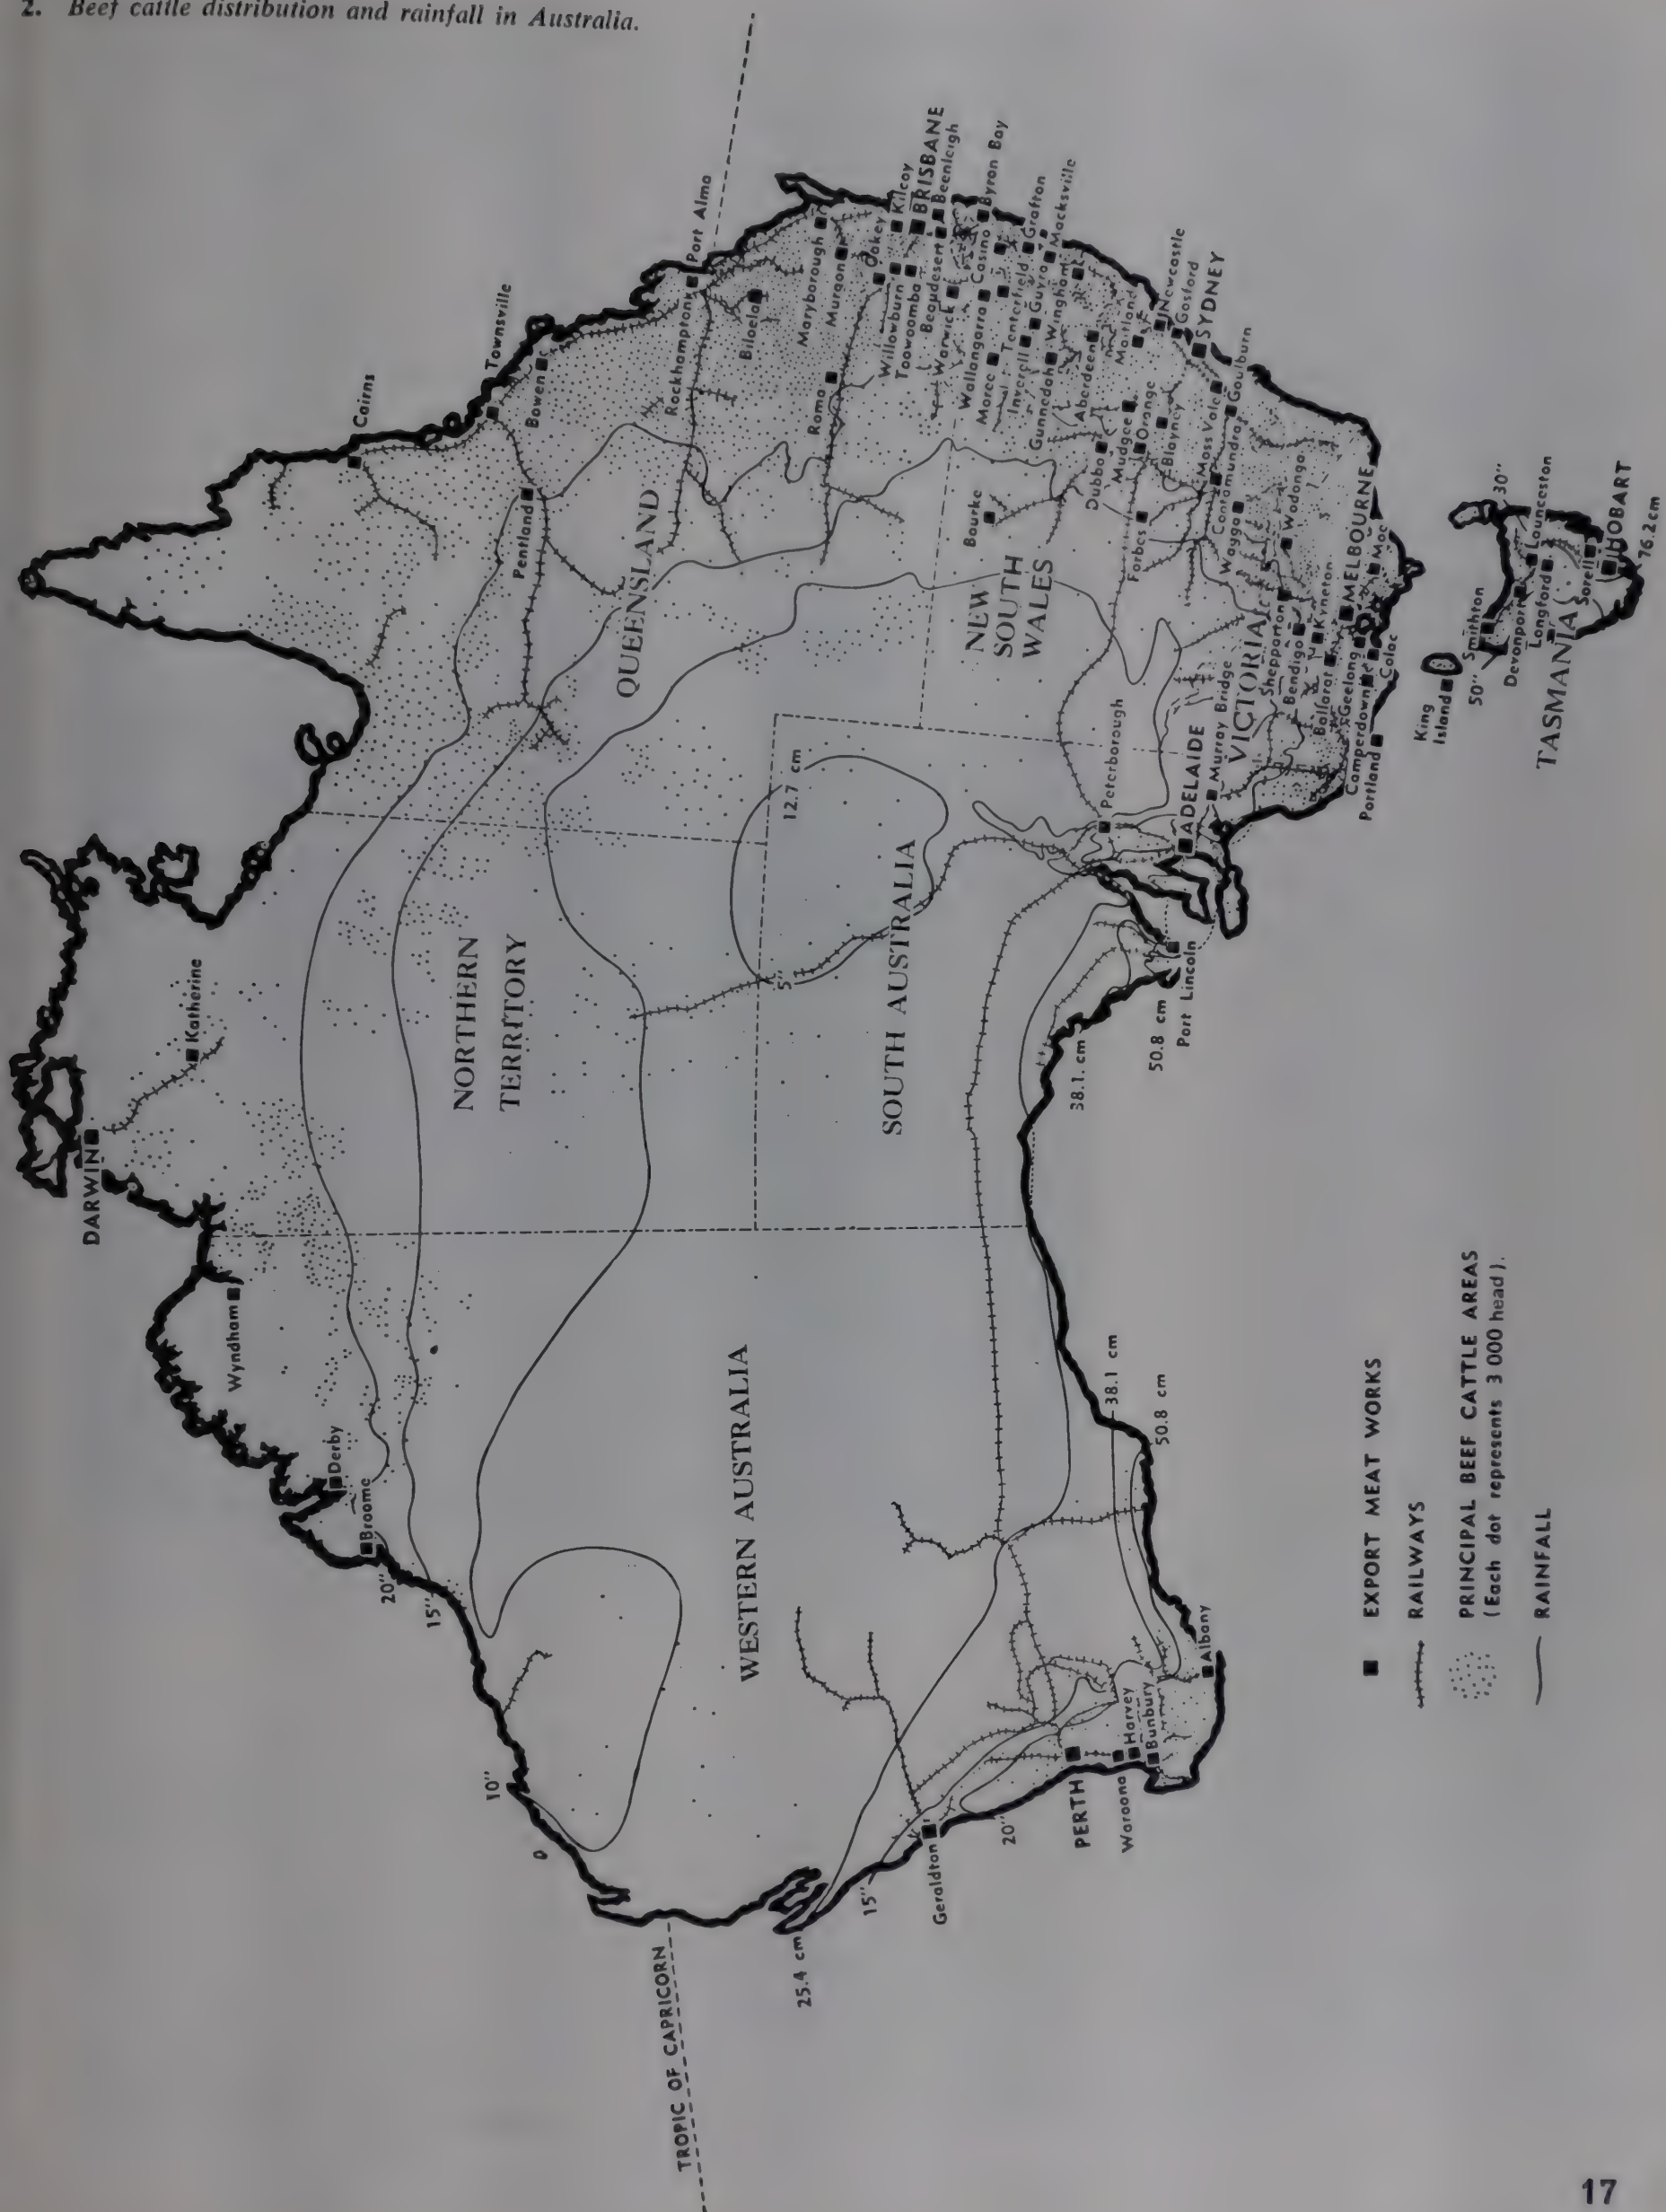 2. Beef cattle distribution and rainfall in Australia.
DARWIN
Katherine
Wyndham
Derby
Broome
20"
15"
10"
Cairns
Townsville
Bowen
Pentland
Port Alma
Rockhampton
Biloela
Maryborough
Murgon
Roma
Oakey
Kilcoy
BRISBANE
Beenleigh
Willowburn
Toowoomba
Beaudesert
Warwick
Wallangarra
Casino
Byron Bay
Moree
Tenterfield
Grafton
Inverell
Guyra
Macksville
Gunnedah
Wingham
Aberdeen
Maitland
Newcastle
Gosford
SYDNEY
Dubbo
Mudgee
Orange
Blayney
Moss Vale
Goulburn
Forbes
Cootamundra
Wagga
Wodonga
Bourke
QUEENSLAND
NEW
SOUTH
WALES
NORTHERN
TERRITORY
SOUTH AUSTRALIA
WESTERN AUSTRALIA
12.7 cm
5"
Peterborough
ADELAIDE
Murray Bridge
VICTORIA
Shepparton
Bendigo
Kyneton
Ballarat
MELBOURNE
Geelong
Moe
Camperdown
Colac
Portland
King
Island
50"
Smithton
30"
Devonport
Launceston
Longford
Sorell
HOBART
76.2 cm
TASMANIA
Port Lincoln
50.8 cm
38.1. cm
38.1 cm
50.8 cm
Albany
Bunbury
Harvey
Waroona
PERTH
20"
Geraldton
15"
25.4 cm
TROPIC OF CAPRICORN
EXPORT MEAT WORKS
RAILWAYS
PRINCIPAL BEEF CATTLE AREAS
(Each dot represents 3 000 head).
RAINFALL
17